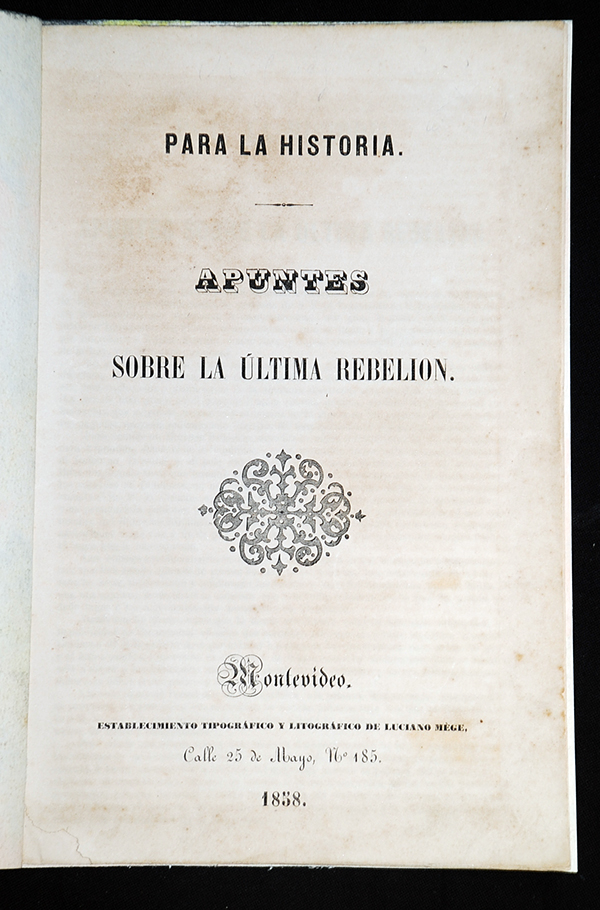 PARA LA HISTORIA.
APUNTES
SOBRE LA ÚLTIMA REBELION.
Montevideo.
ESTABLECIMIENTO TIPOGRÁFICO Y LITOGRÁFICO DE LUCIANO MÉGE,
Calle 25 de Mayo, Nº 185.
1858.